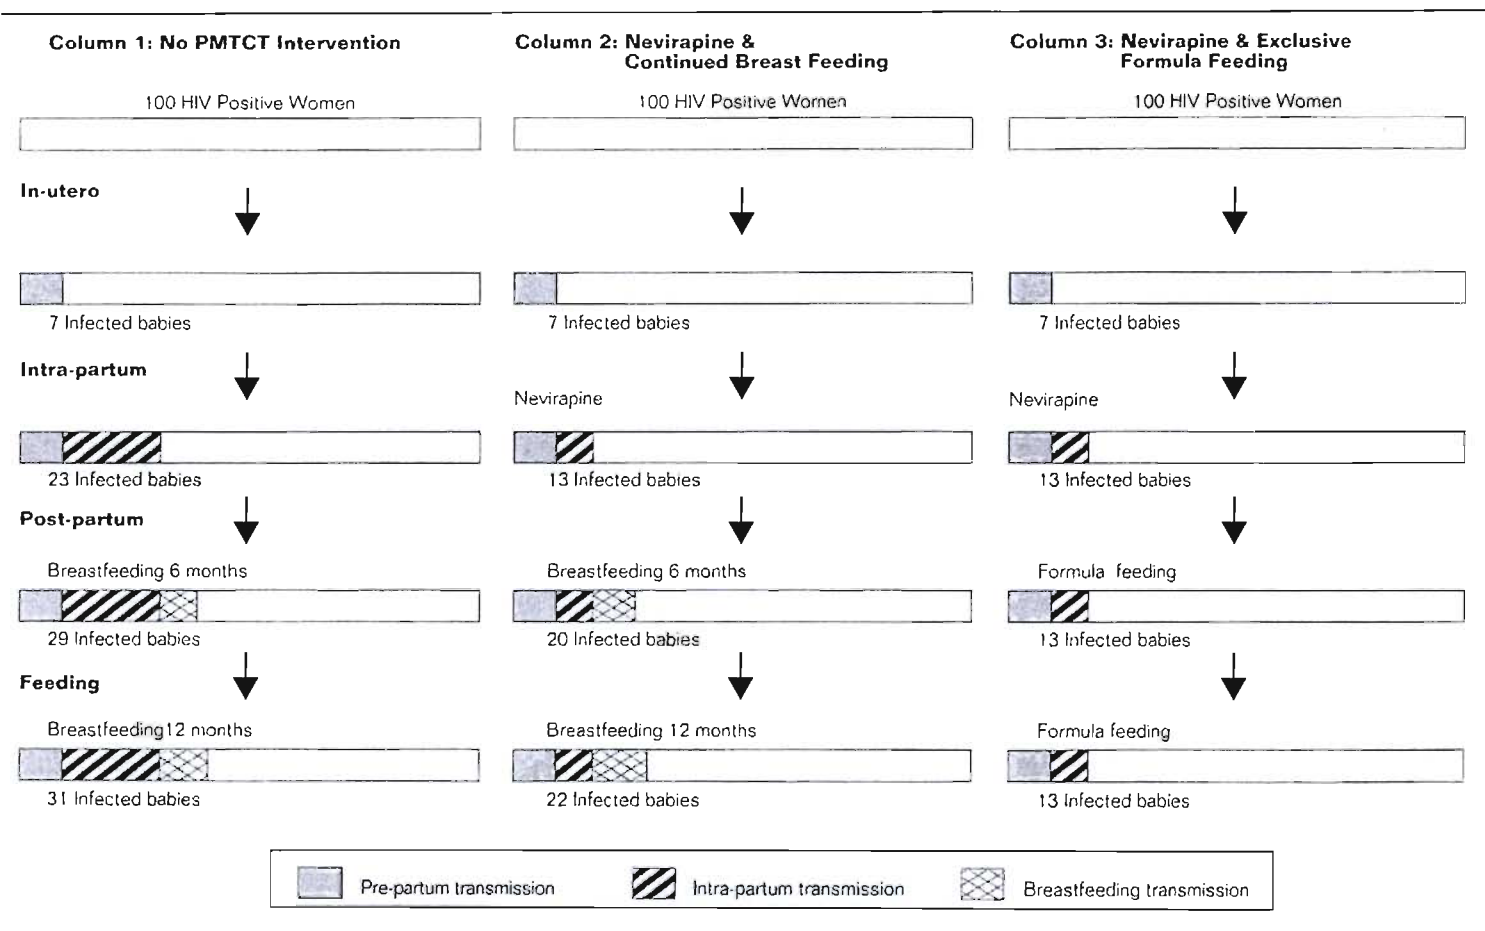 Column 1: No PMTCT Intervention
Column 2: Nevirapine &
Continued Breast Feeding
Column 3: Nevirapine & Exclusive
Formula Feeding
100 HIV Positive Women
100 HIV Positive Women
100 HIV Positive Women
In-utero
7 Infected babies
7 Infected babies
7 Infected babies
Intra-partum
Nevirapine
Nevirapine
23 Infected babies
13 Infected babies
13 Infected babies
Post-partum
Breastfeeding 6 months
Breastfeeding 6 months
Formula feeding
29 Infected babies
20 Infected babies
13 Infected babies
Feeding
Breastfeeding 12 months
Breastfeeding 12 months
Formula feeding
31 Infected babies
22 Infected babies
13 Infected babies
Pre-partum transmission
Intra-partum transmission
Breastfeeding transmission